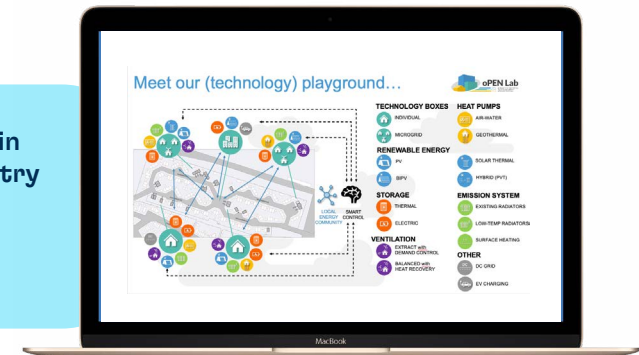 in
try
Meet our (technology) playground...
oPEN Lab
TECHNOLOGY BOXES
INDIVIDUAL
MICROGRID
RENEWABLE ENERGY
PV
BIPV
STORAGE
THERMAL
ELECTRIC
VENTILATION
EXTRACT with
DEMAND CONTROL
BALANCED with
HEAT RECOVERY
HEAT PUMPS
AIR-WATER
GEOTHERMAL
SOLAR THERMAL
HYBRID (PVT)
EMISSION SYSTEM
EXISTING RADIATORS
LOW-TEMP RADIATORS
SURFACE HEATING
OTHER
DC GRID
EV CHARGING
LOCAL
ENERGY
COMMUNITY
SMART
CONTROL
MacBook